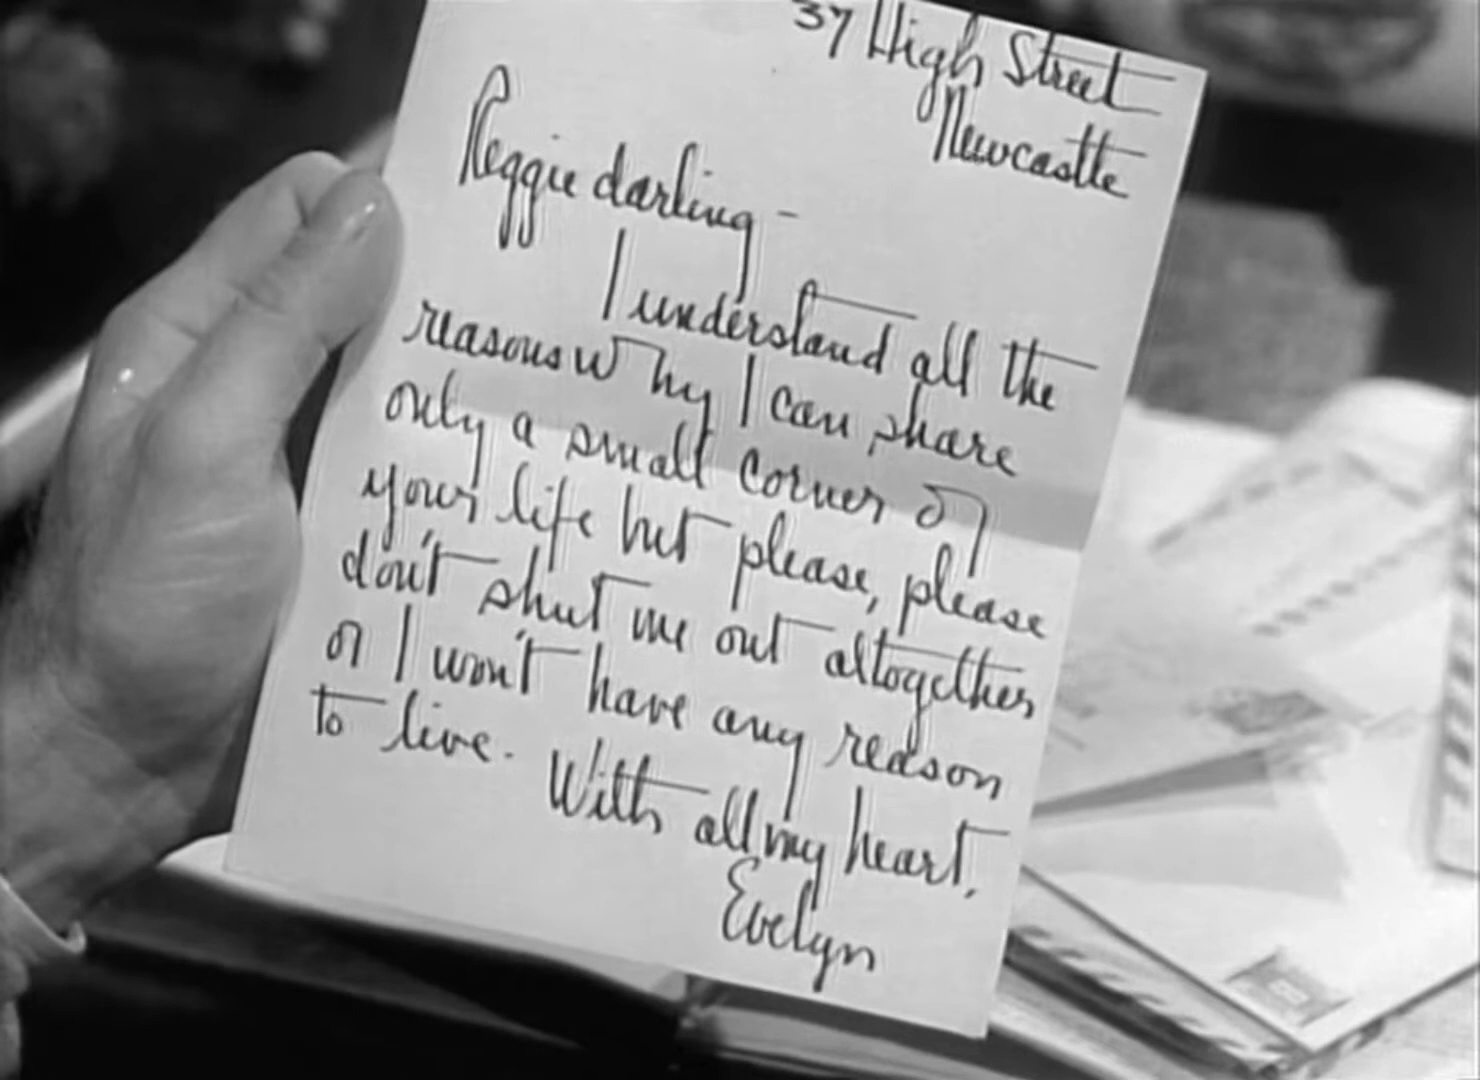 37 High Street
Newcastle
Reggie darling -
I understand all the
reasons why I can share
only a small corner of
your life but please, please
don't shut me out altogether
or I won't have any reason
to live.
With all my heart,
Evelyn